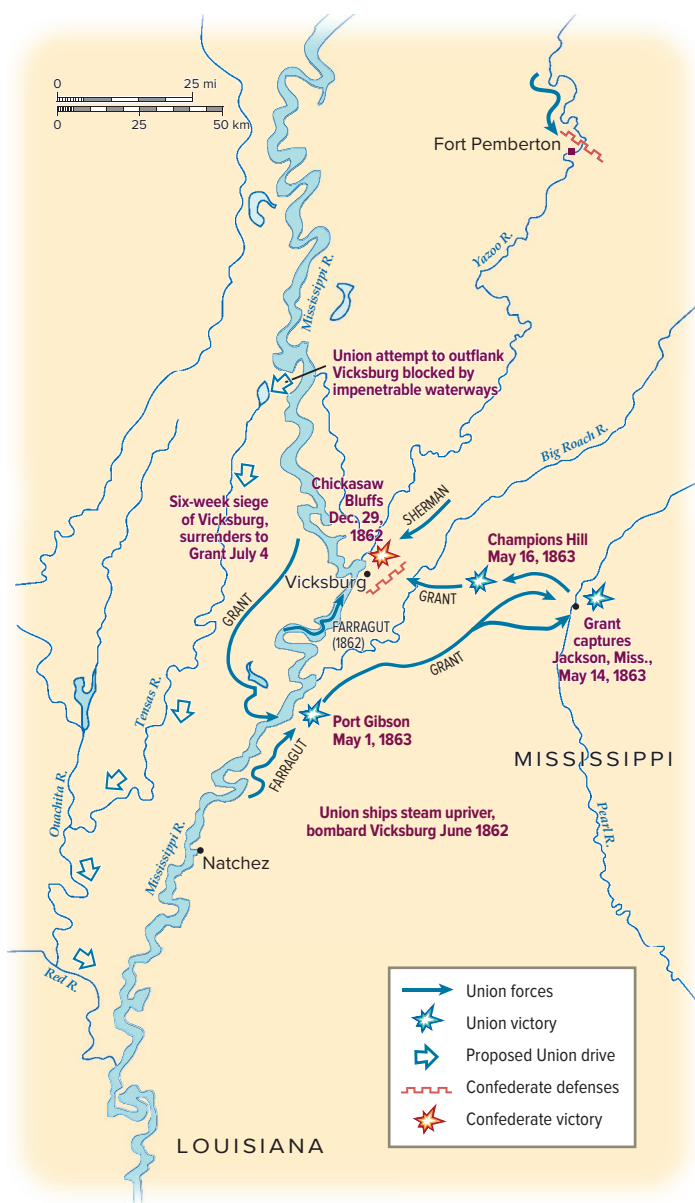 0 25 mi
0 25 50 km
Fort Pemberton
Yazoo R.
Mississippi R.
Union attempt to outflank
Vicksburg blocked by
impenetrable waterways
Big Roach R.
Chickasaw
Bluffs
Dec. 29,
1862
SHERMAN
Six-week siege
of Vicksburg,
surrenders to
Grant July 4
Champions Hill
May 16, 1863
Vicksburg
GRANT
GRANT
FARRAGUT
(1862)
Grant
captures
Jackson, Miss.,
May 14, 1863
GRANT
Tensas R.
Port Gibson
May 1, 1863
FARRAGUT
MISSISSIPPI
Ouachita R.
Union ships steam upriver,
bombard Vicksburg June 1862
Pearl R.
Mississippi R.
Natchez
Red R.
Union forces
Union victory
Proposed Union drive
Confederate defenses
Confederate victory
LOUISIANA